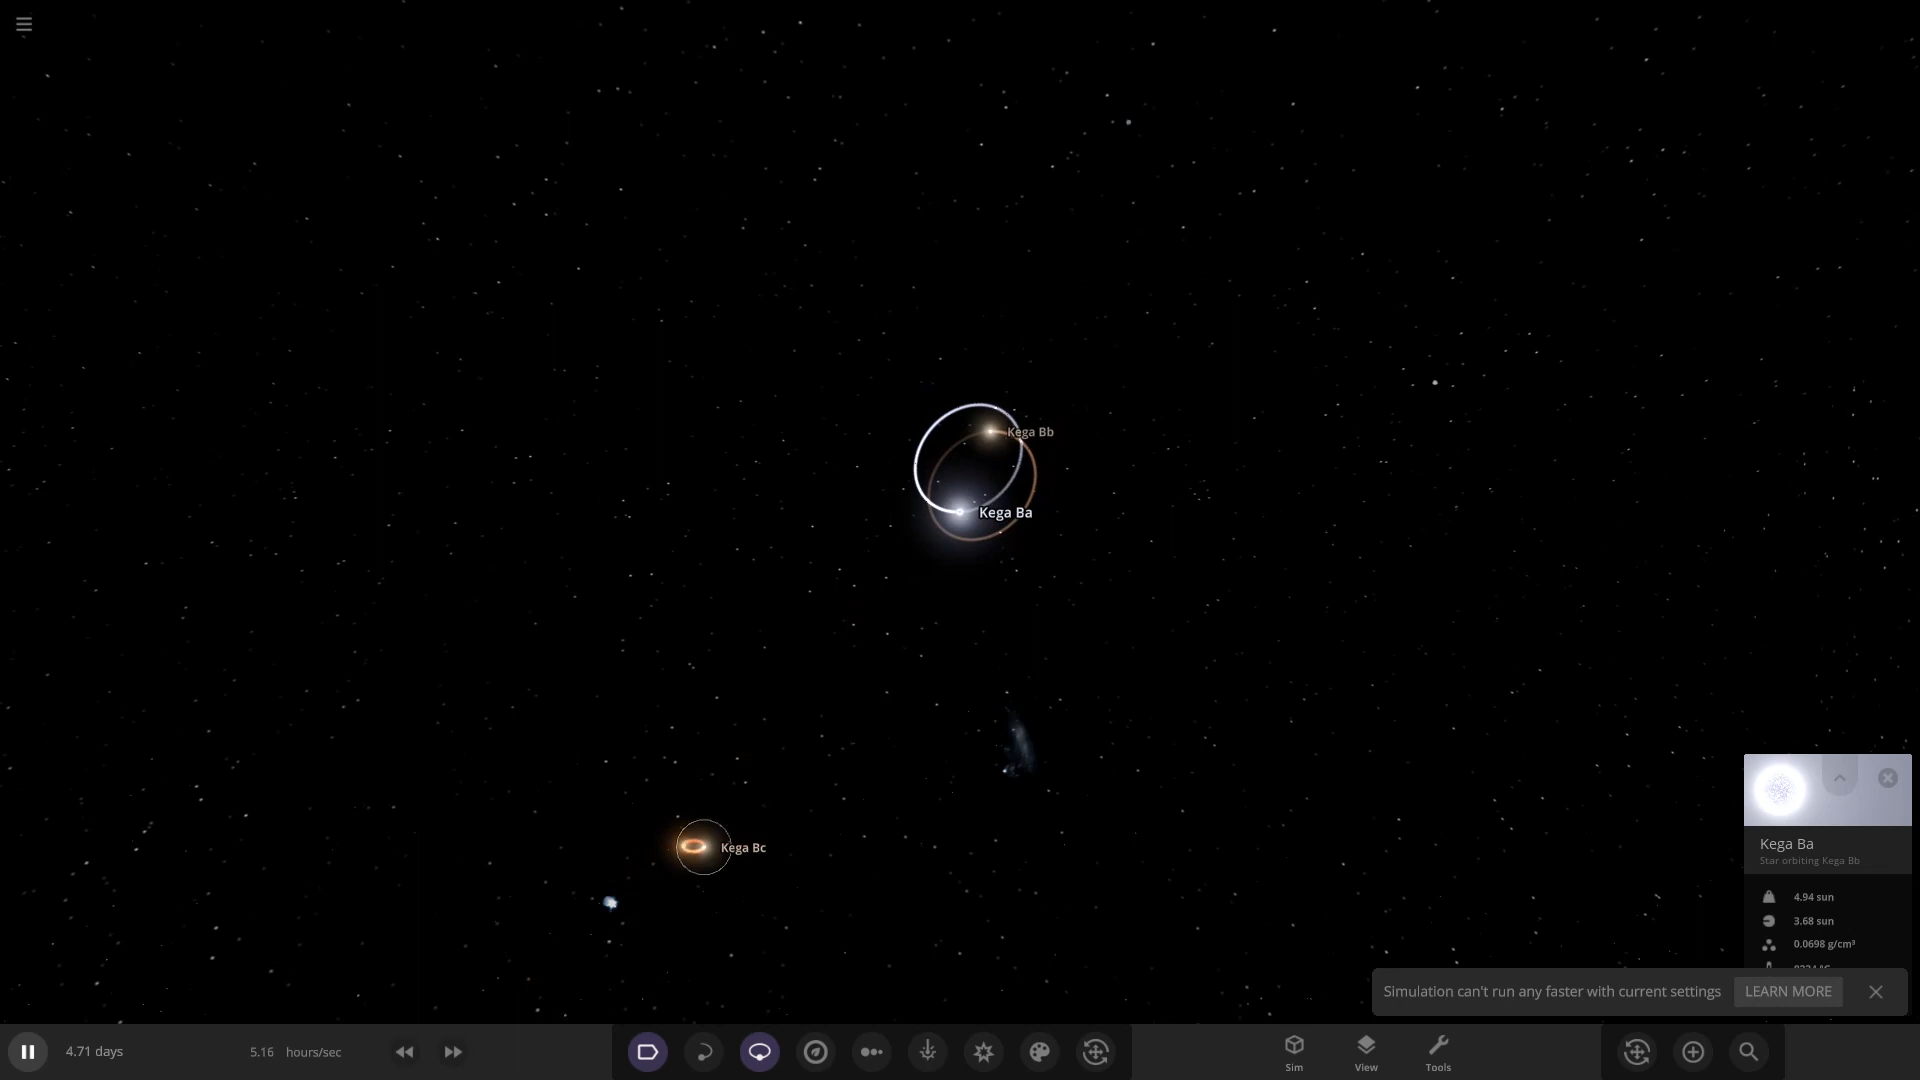 Kega Bb
Kega Ba
Kega Bc
Kega Ba
Star orbiting Kega Bb
4.94 sun
3.68 sun
0.0698 g/cm³
Simulation can't run any faster with current settings LEARN MORE
4.71 days 5.16 hours/sec Sim View Tools